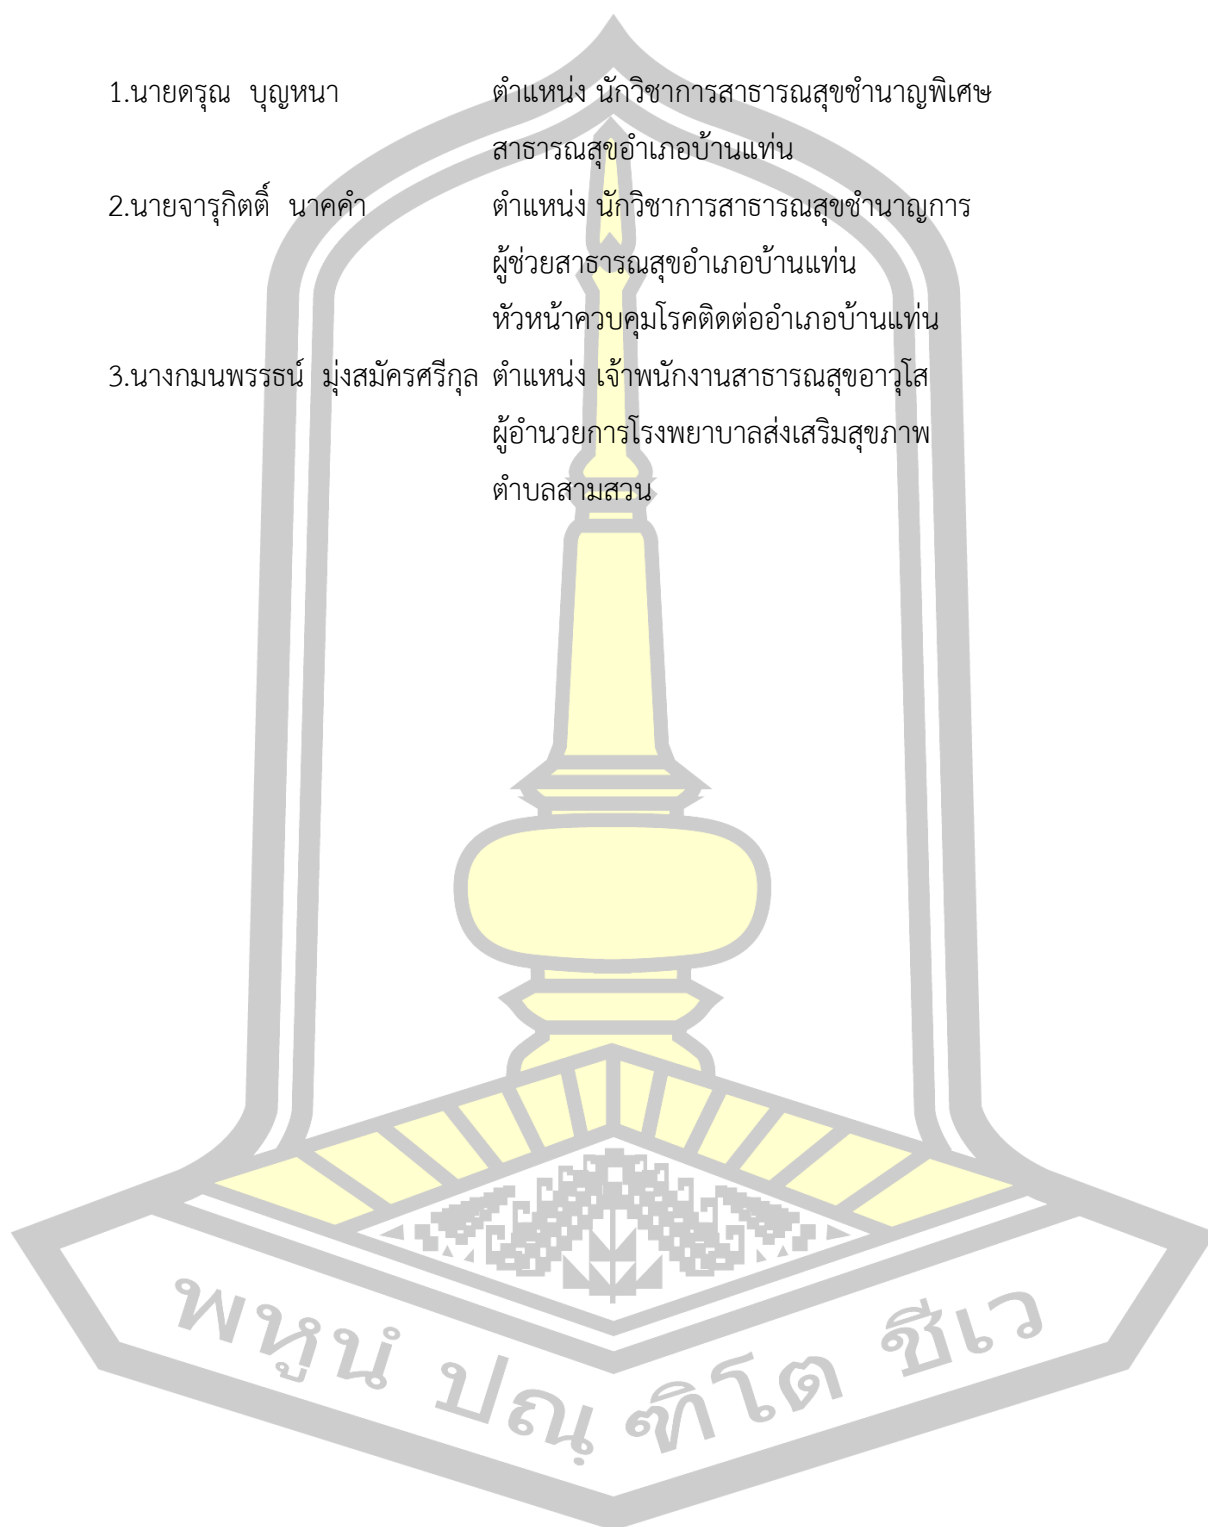 1.นายดรุณ  บุญหนา ตำแหน่ง นักวิชาการสาธารณสุขชำนาญพิเศษ
สาธารณสุขอำเภอบ้านแท่น
2.นายจารุกิตติ์  นาคคำ ตำแหน่ง นักวิชาการสาธารณสุขชำนาญการ
ผู้ช่วยสาธารณสุขอำเภอบ้านแท่น
หัวหน้าควบคุมโรคติดต่ออำเภอบ้านแท่น
3.นางกมนพรรธน์  มุ่งสมัครศรีกุล ตำแหน่ง เจ้าพนักงานสาธารณสุขอาวุโส
ผู้อำนวยการโรงพยาบาลส่งเสริมสุขภาพ
ตำบลสามสวน
พหูนํ ปณฺฑิโต ชีเว